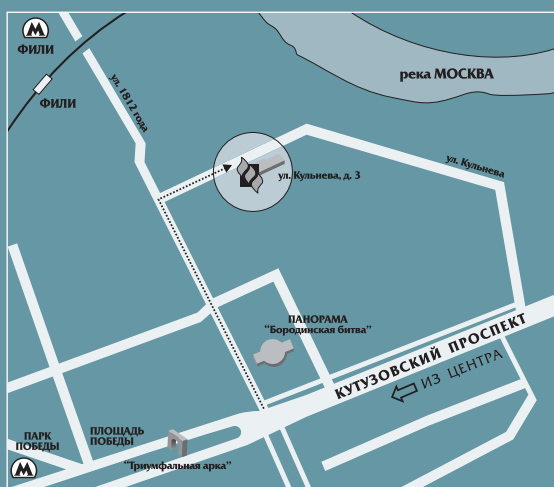 М
ФИЛИ
ФИЛИ
ул. 1812 года
река МОСКВА
ул. Кульнева, д. 3
ул. Кульнева
ПАНОРАМА
"Бородинская битва"
КУТУЗОВСКИЙ ПРОСПЕКТ
ИЗ ЦЕНТРА
ПЛОЩАДЬ
ПОБЕДЫ
ПАРК
ПОБЕДЫ
М
"Триумфальная арка"